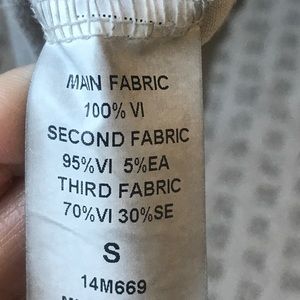 MAIN FABRIC
100% VI
SECOND FABRIC
95%VI 5%EA
THIRD FABRIC
70%VI 30%SE
S
14M669